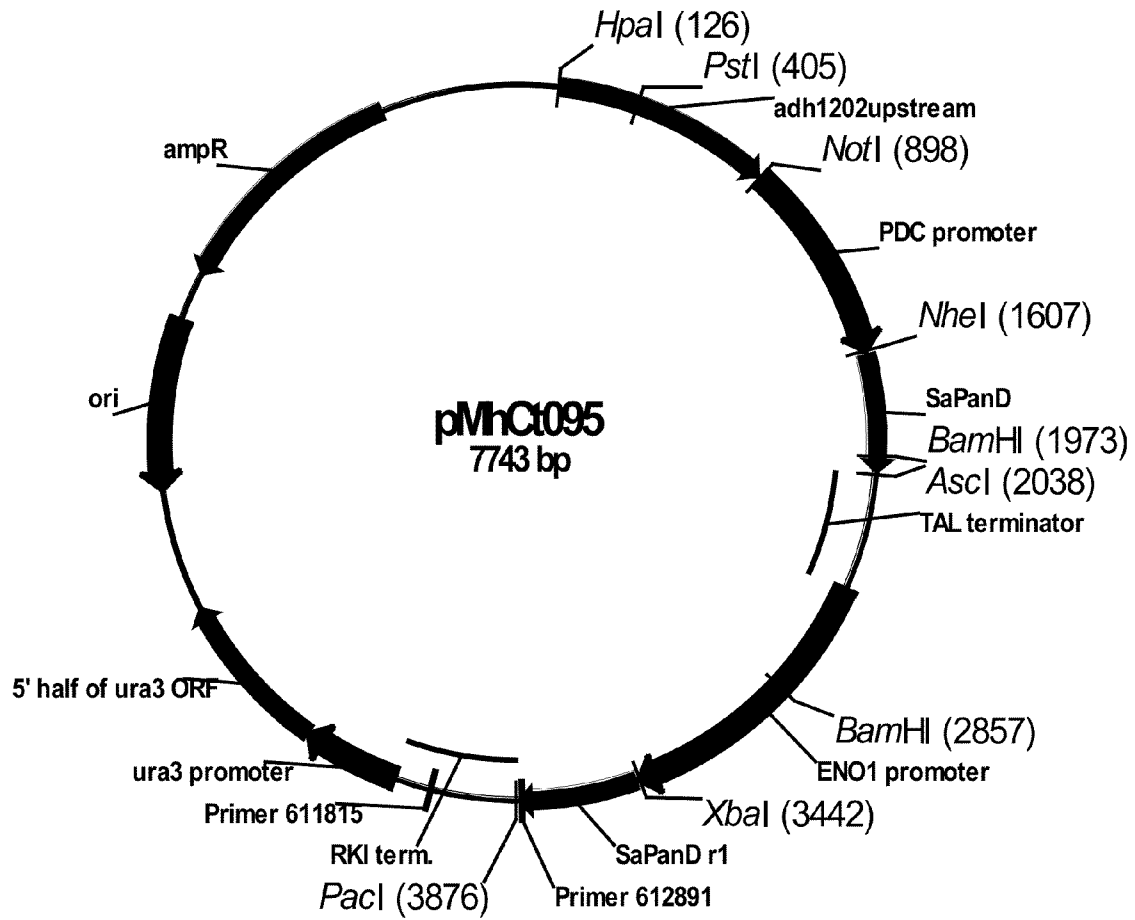 HpaI (126)
PstI (405)
adh1202upstream
NotI (898)
PDC promoter
NheI (1607)
SaPanD
BamHI (1973)
AscI (2038)
TAL terminator
BamHI (2857)
ENO1 promoter
XbaI (3442)
SaPanD r1
Primer 612891
PacI (3876)
RKI term.
Primer 611815
ura3 promoter
5' half of ura3 ORF
ori
ampR
pMhCt095
7743 bp